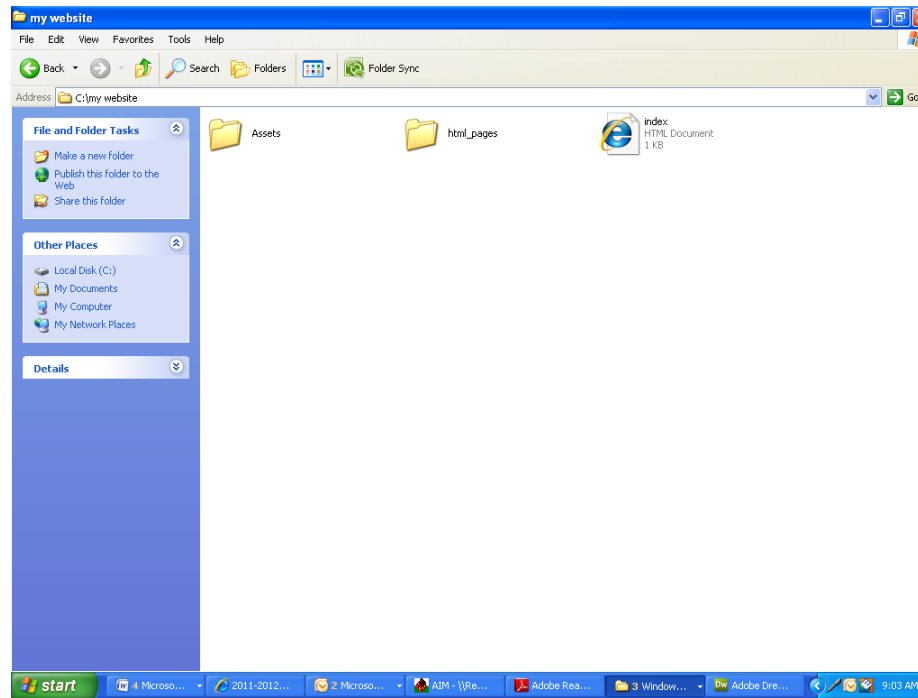 my website
File Edit View Favorites Tools Help
Back Search Folders Folder Sync
Address C:\my website Go
File and Folder Tasks
Make a new folder
Publish this folder to the
Web
Share this folder
Other Places
Local Disk (C:)
My Documents
My Computer
My Network Places
Details
Assets
html_pages
index
HTML Document
1 KB
start 4 Microso... 2011-2012... 2 Microso... AIM - \\Re... Adobe Rea... 3 Window... Dw Adobe Dre... 9:03 AM